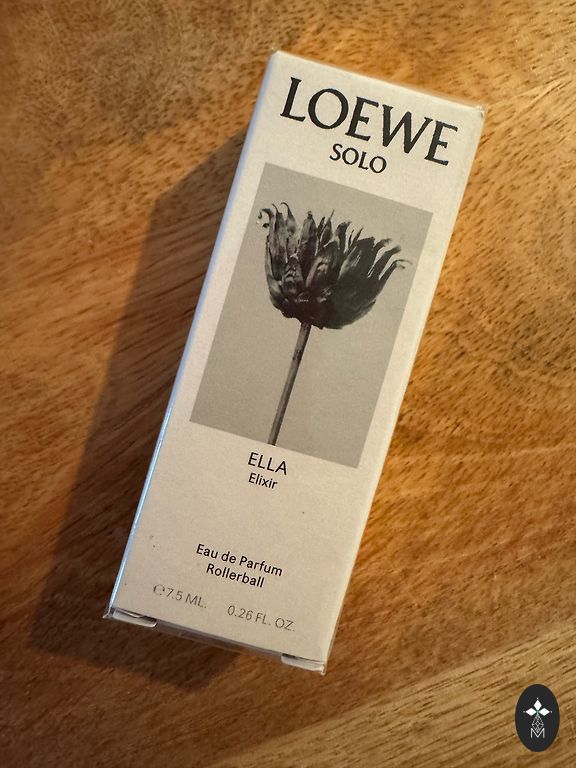 LOEWE
SOLO
ELLA
Elixir
Eau de Parfum
Rollerball
℮7.5 ML. 0.26 FL. OZ.
M